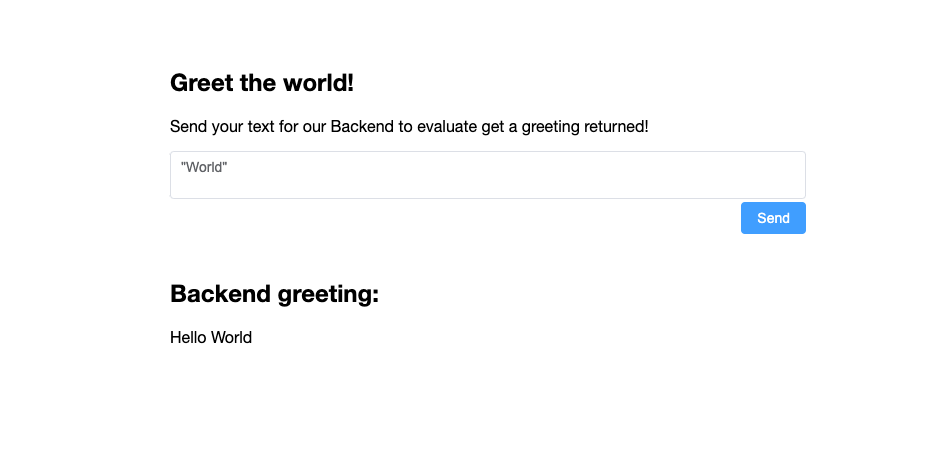 Greet the world!
Send your text for our Backend to evaluate get a greeting returned!
"World"
Send
Backend greeting:
Hello World